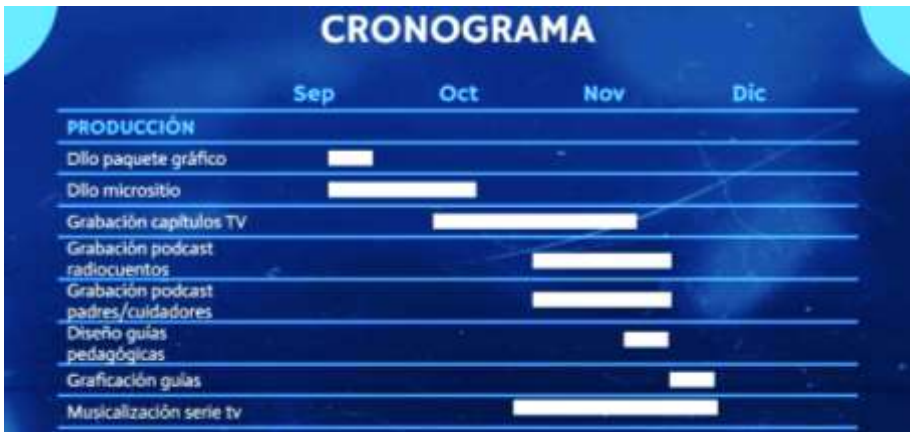 CRONOGRAMA
Sep Oct Nov Dic
PRODUCCIÓN
Dllo paquete gráfico
Dllo micrositio
Grabación capítulos TV
Grabación podcast
radiocuentos
Grabación podcast
padres/cuidadores
Diseño guías
pedagógicas
Graficación guías
Musicalización serie tv